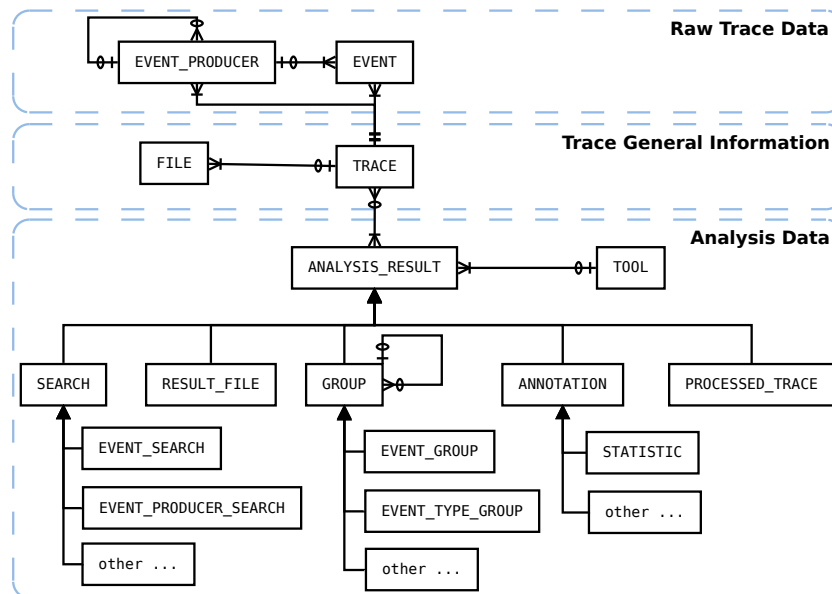 Raw Trace Data
EVENT_PRODUCER
EVENT
Trace General Information
FILE
TRACE
Analysis Data
ANALYSIS_RESULT
TOOL
SEARCH
RESULT_FILE
GROUP
ANNOTATION
PROCESSED_TRACE
EVENT_SEARCH
EVENT_GROUP
STATISTIC
EVENT_PRODUCER_SEARCH
EVENT_TYPE_GROUP
other ...
other ...
other ...